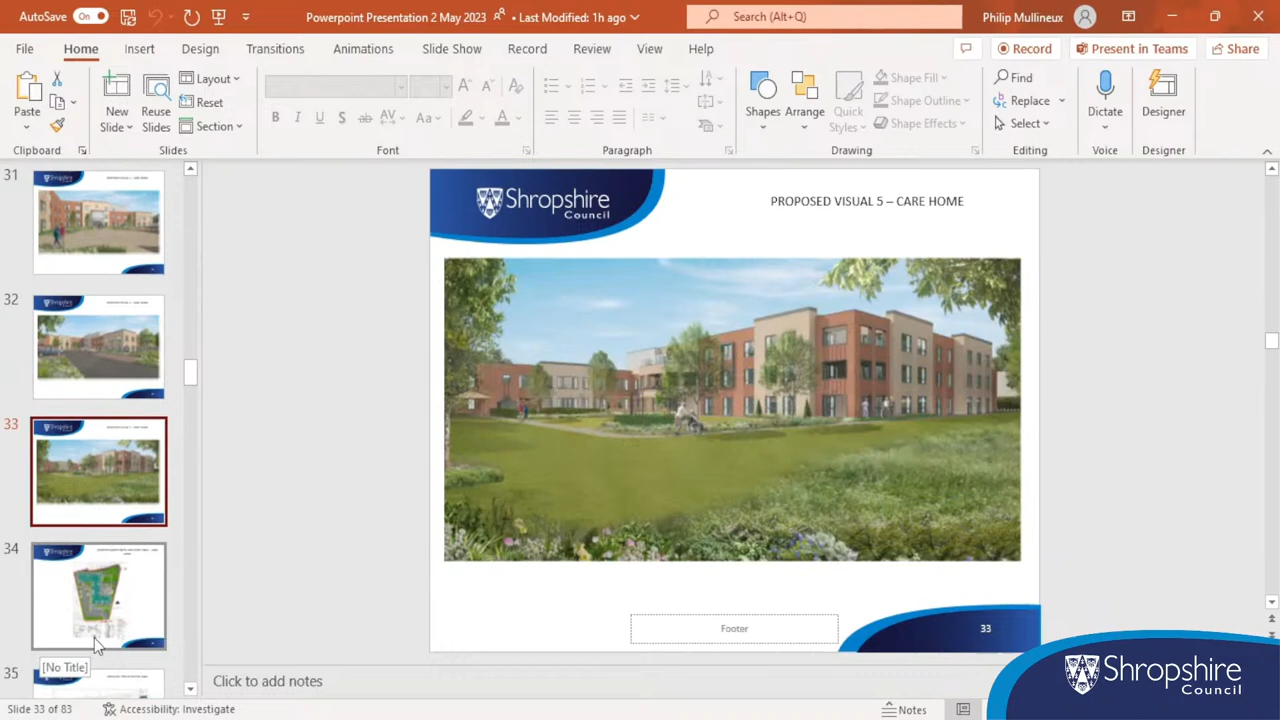 AutoSave On
Powerpoint Presentation 2 May 2023 • Last Modified: 1h ago
Search (Alt+Q)
Philip Mullineux
File Home Insert Design Transitions Animations Slide Show Record Review View Help
Record Present in Teams Share
Paste
New
Slide
Reuse
Slides
Layout
Reset
Section
B I U S ab AV Aa A
Shapes
Arrange
Quick
Styles
Shape Fill
Shape Outline
Shape Effects
Find
Replace
Select
Dictate
Designer
Clipboard Slides Font Paragraph Drawing Editing Voice Designer
31
32
33
34
[No Title]
35
Shropshire
Council
PROPOSED VISUAL 5 – CARE HOME
Footer
33
Click to add notes
Slide 33 of 83
Accessibility: Investigate
Notes
Shropshire
Council